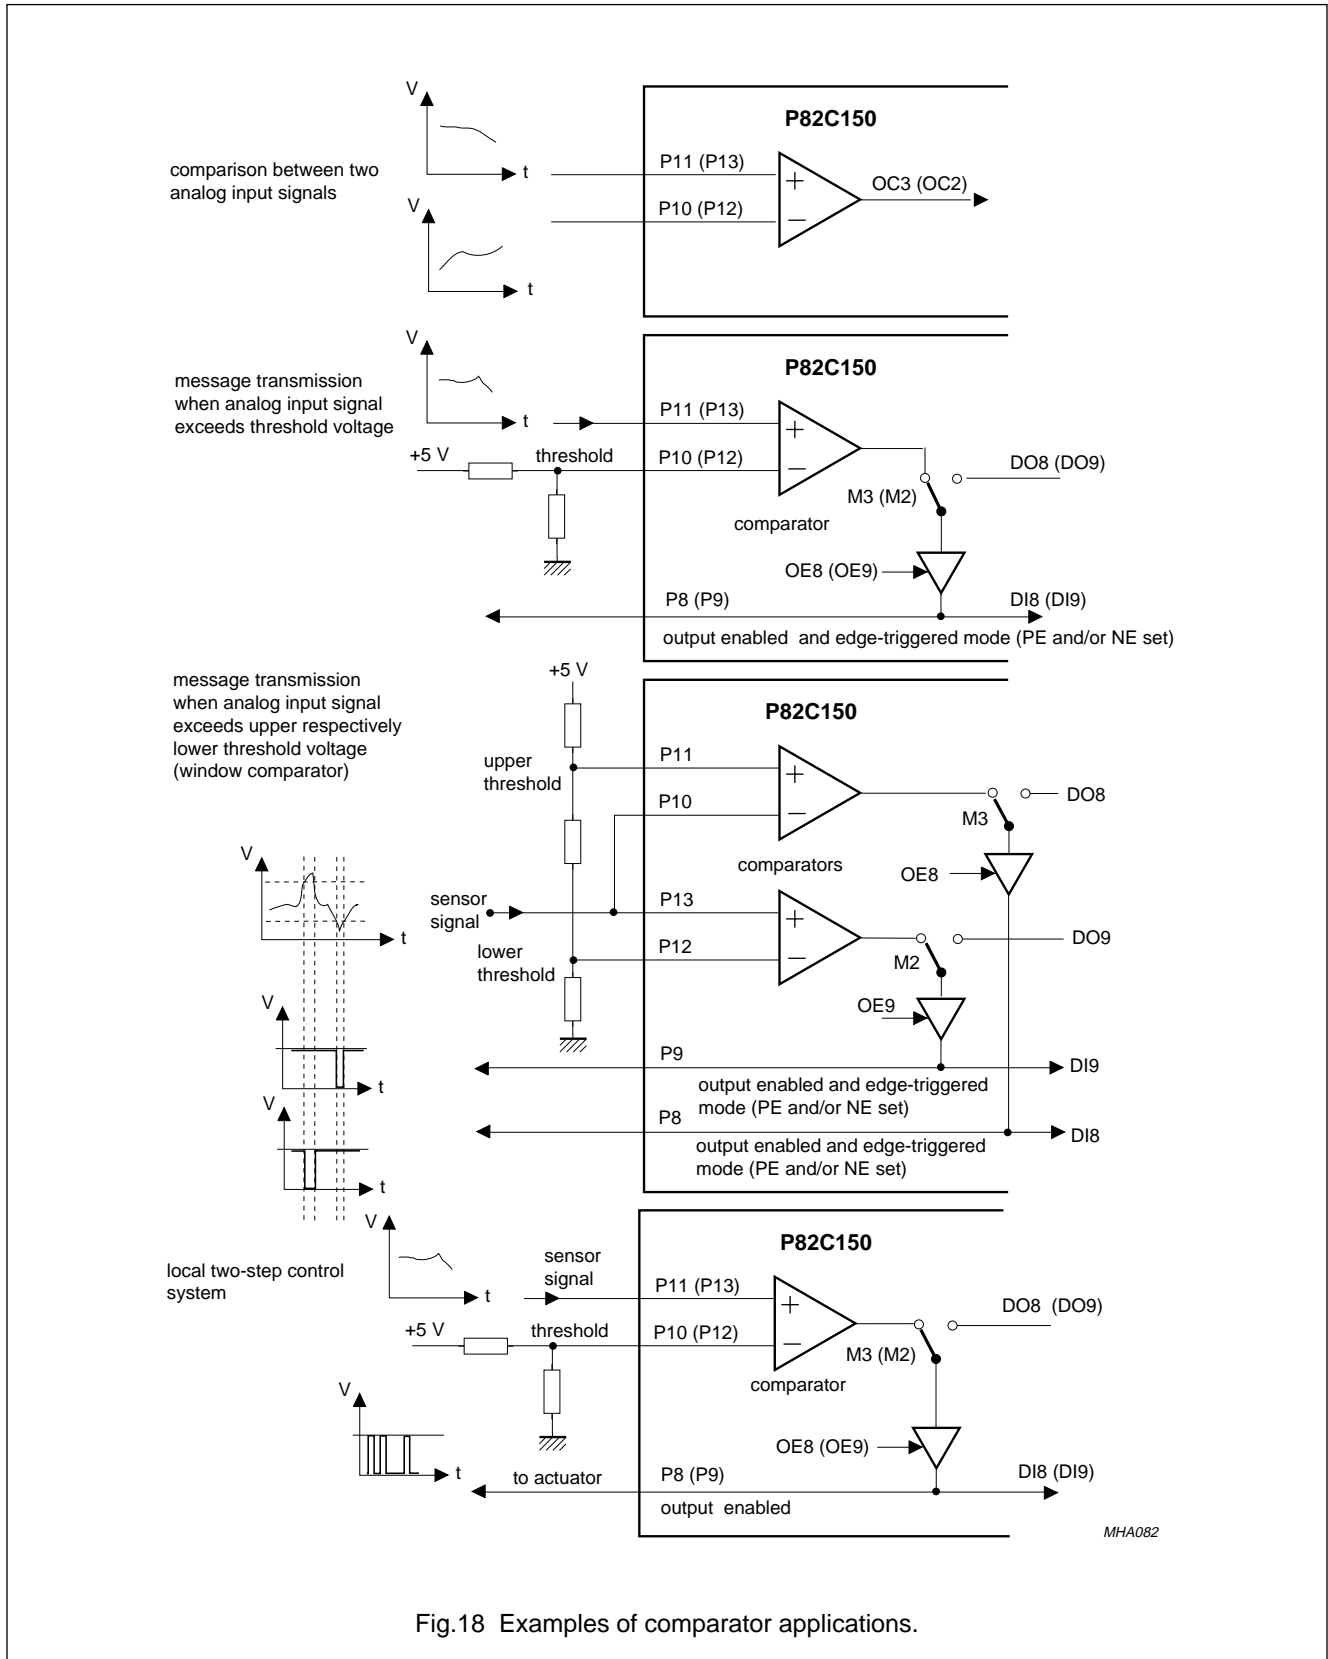 V
P82C150
comparison between two
analog input signals
t
P11 (P13)
+
OC3 (OC2)
V
P10 (P12)
−
t
V
message transmission
when analog input signal
exceeds threshold voltage
P82C150
t
P11 (P13)
+
+5 V
threshold
P10 (P12)
−
DO8 (DO9)
M3 (M2)
comparator
OE8 (OE9)
P8 (P9)
DI8 (DI9)
output enabled and edge-triggered mode (PE and/or NE set)
message transmission
when analog input signal
exceeds upper respectively
lower threshold voltage
(window comparator)
+5 V
P82C150
upper
threshold
P11
+
P10
−
DO8
M3
comparators
OE8
V
t
sensor
signal
P13
+
lower
threshold
P12
−
DO9
M2
OE9
V
t
P9
DI9
output enabled and edge-triggered
mode (PE and/or NE set)
V
t
P8
DI8
output enabled and edge-triggered
mode (PE and/or NE set)
V
P82C150
local two-step control
system
t
sensor
signal
P11 (P13)
+
DO8 (DO9)
+5 V
threshold
P10 (P12)
−
M3 (M2)
comparator
V
t
OE8 (OE9)
to actuator
P8 (P9)
DI8 (DI9)
output enabled
MHA082
Fig.18 Examples of comparator applications.